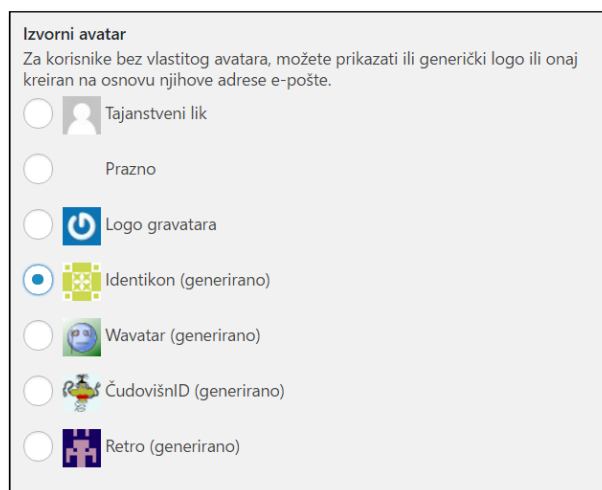 Izvorni avatar
Za korisnike bez vlastitog avatara, možete prikazati ili generički logo ili onaj
kreiran na osnovu njihove adrese e-pošte.
Tajanstveni lik
Prazno
Logo gravatara
Identikon (generirano)
Wavatar (generirano)
ČudovišnID (generirano)
Retro (generirano)